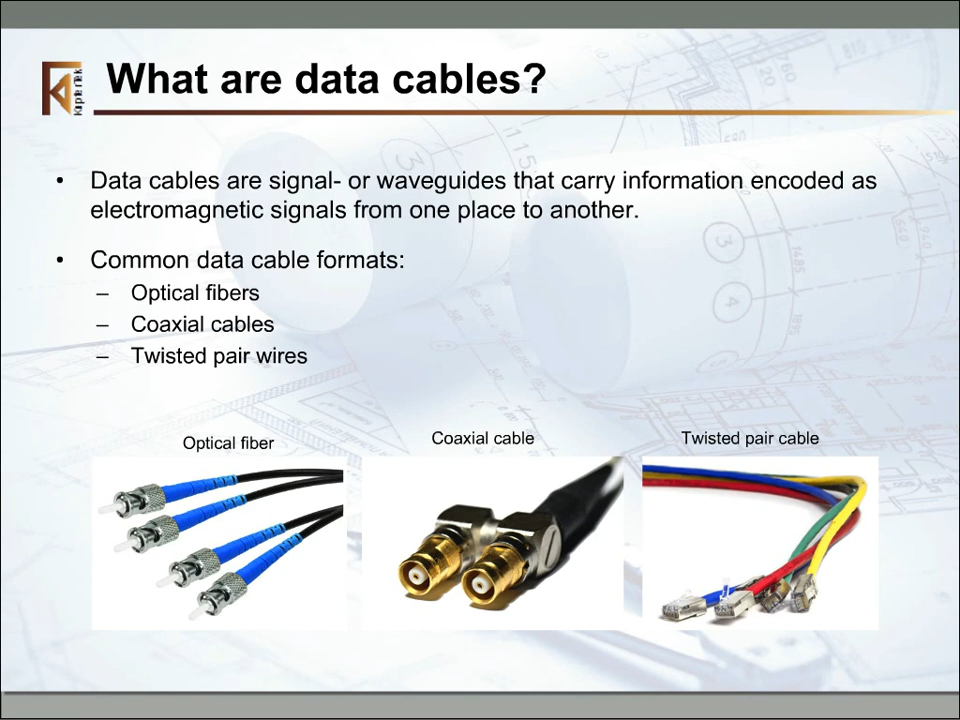 What are data cables?
KaptenTek
• Data cables are signal- or waveguides that carry information encoded as
electromagnetic signals from one place to another.
• Common data cable formats:
– Optical fibers
– Coaxial cables
– Twisted pair wires
Optical fiber
Coaxial cable
Twisted pair cable